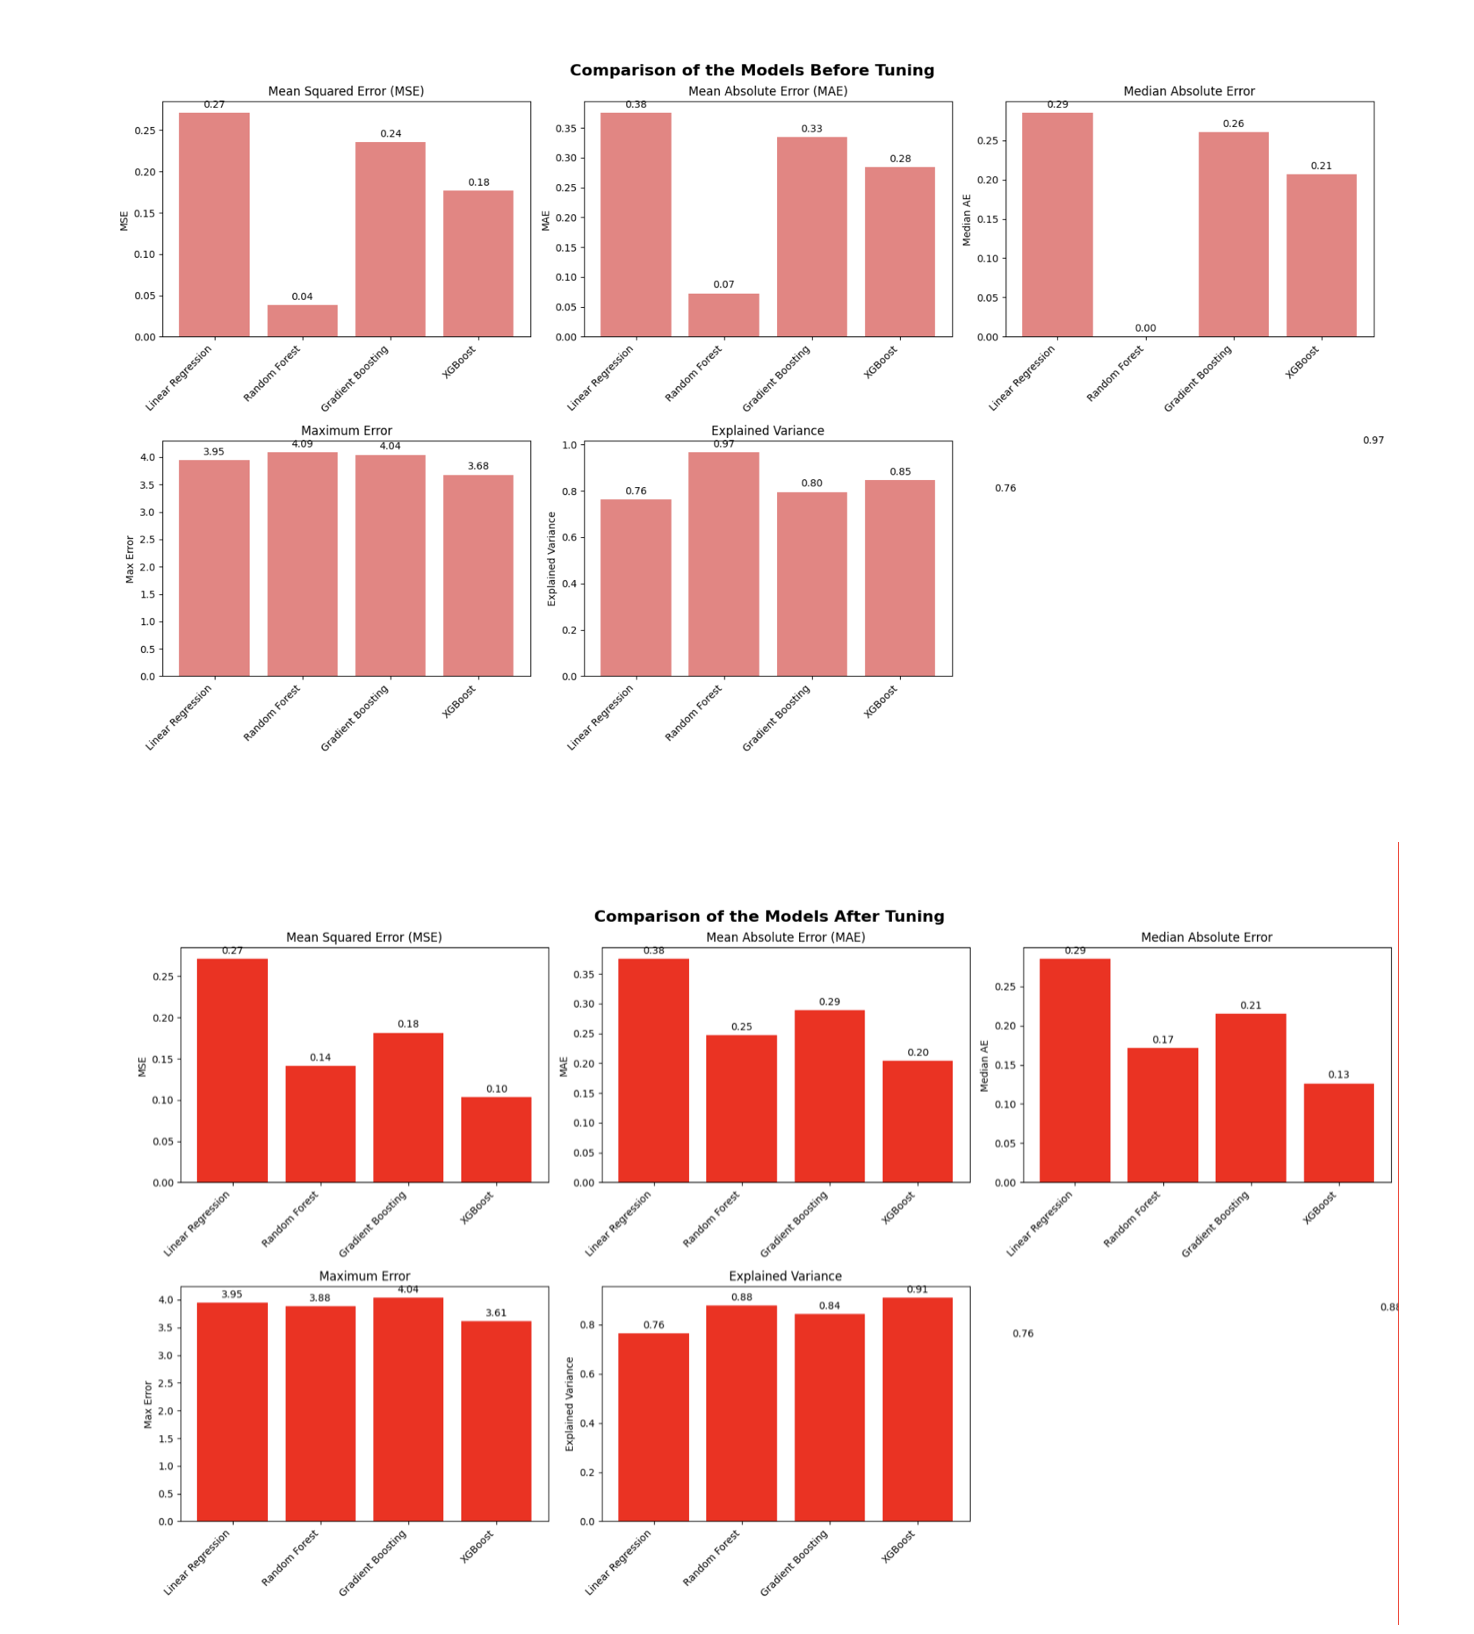 Comparison of the Models Before Tuning
Mean Squared Error (MSE)
MSE
0.25
0.20
0.15
0.10
0.05
0.00
0.27
0.04
0.24
0.18
Linear Regression
Random Forest
Gradient Boosting
XGBoost
Mean Absolute Error (MAE)
MAE
0.35
0.30
0.25
0.20
0.15
0.10
0.05
0.00
0.38
0.07
0.33
0.28
Linear Regression
Random Forest
Gradient Boosting
XGBoost
Median Absolute Error
Median AE
0.25
0.20
0.15
0.10
0.05
0.00
0.29
0.00
0.26
0.21
Linear Regression
Random Forest
Gradient Boosting
XGBoost
Maximum Error
Max Error
4.0
3.5
3.0
2.5
2.0
1.5
1.0
0.5
0.0
3.95
4.09
4.04
3.68
Linear Regression
Random Forest
Gradient Boosting
XGBoost
Explained Variance
Explained Variance
1.0
0.8
0.6
0.4
0.2
0.0
0.76
0.97
0.80
0.85
Linear Regression
Random Forest
Gradient Boosting
XGBoost
0.97
0.76
Comparison of the Models After Tuning
Mean Squared Error (MSE)
MSE
0.25
0.20
0.15
0.10
0.05
0.00
0.27
0.14
0.18
0.10
Linear Regression
Random Forest
Gradient Boosting
XGBoost
Mean Absolute Error (MAE)
MAE
0.35
0.30
0.25
0.20
0.15
0.10
0.05
0.00
0.38
0.25
0.29
0.20
Linear Regression
Random Forest
Gradient Boosting
XGBoost
Median Absolute Error
Median AE
0.25
0.20
0.15
0.10
0.05
0.00
0.29
0.17
0.21
0.13
Linear Regression
Random Forest
Gradient Boosting
XGBoost
Maximum Error
Max Error
4.0
3.5
3.0
2.5
2.0
1.5
1.0
0.5
0.0
3.95
3.88
4.04
3.61
Linear Regression
Random Forest
Gradient Boosting
XGBoost
Explained Variance
Explained Variance
0.8
0.6
0.4
0.2
0.0
0.76
0.88
0.84
0.91
Linear Regression
Random Forest
Gradient Boosting
XGBoost
0.88
0.76